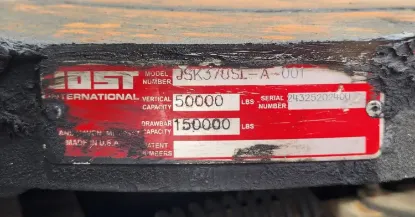 JOST
INTERNATIONAL
MODEL NUMBER JSK37USL-A-001
VERTICAL CAPACITY 50000 LBS SERIAL NUMBER
DRAWBAR CAPACITY 150000 LBS
MADE IN U.S.A.
NUMBERS